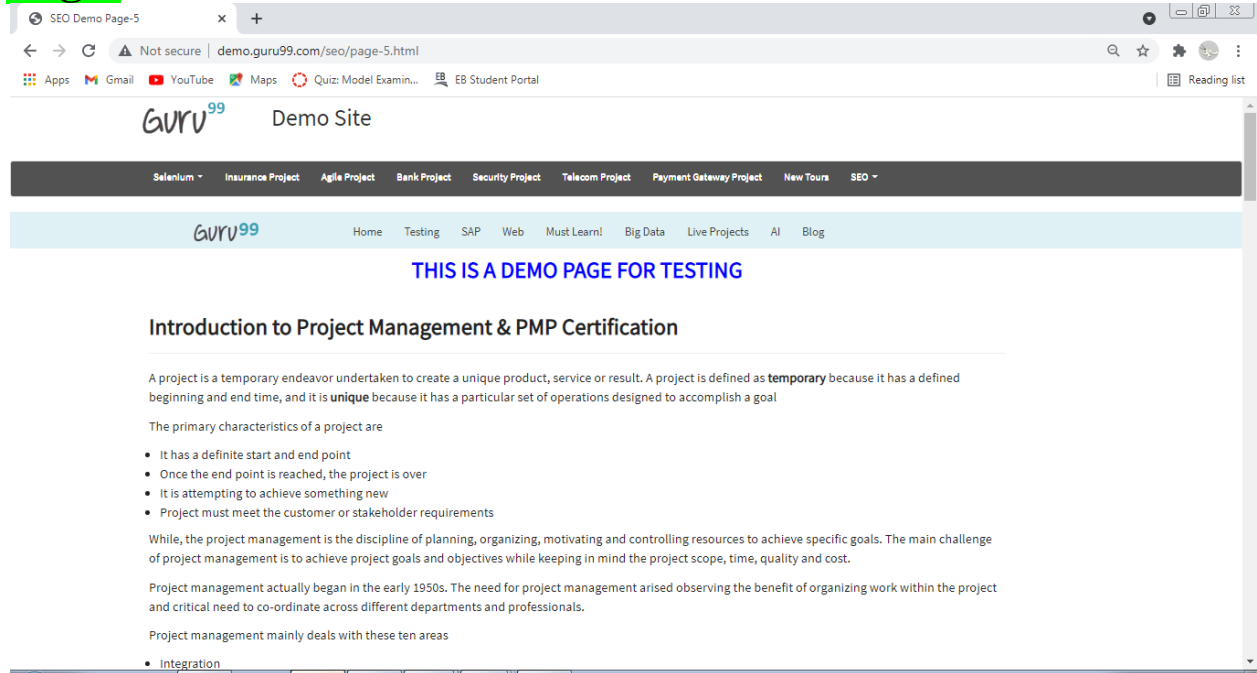 SEO Demo Page-5
Not secure | demo.guru99.com/seo/page-5.html
Apps Gmail YouTube Maps Quiz: Model Examin... EB Student Portal Reading list
Guru99 Demo Site
Selenium Insurance Project Agile Project Bank Project Security Project Telecom Project Payment Gateway Project New Tours SEO
Guru99 Home Testing SAP Web Must Learn! Big Data Live Projects AI Blog
THIS IS A DEMO PAGE FOR TESTING
Introduction to Project Management & PMP Certification
A project is a temporary endeavor undertaken to create a unique product, service or result. A project is defined as temporary because it has a defined
beginning and end time, and it is unique because it has a particular set of operations designed to accomplish a goal
The primary characteristics of a project are
• It has a definite start and end point
• Once the end point is reached, the project is over
• It is attempting to achieve something new
• Project must meet the customer or stakeholder requirements
While, the project management is the discipline of planning, organizing, motivating and controlling resources to achieve specific goals. The main challenge
of project management is to achieve project goals and objectives while keeping in mind the project scope, time, quality and cost.
Project management actually began in the early 1950s. The need for project management arised observing the benefit of organizing work within the project
and critical need to co-ordinate across different departments and professionals.
Project management mainly deals with these ten areas
• Integration